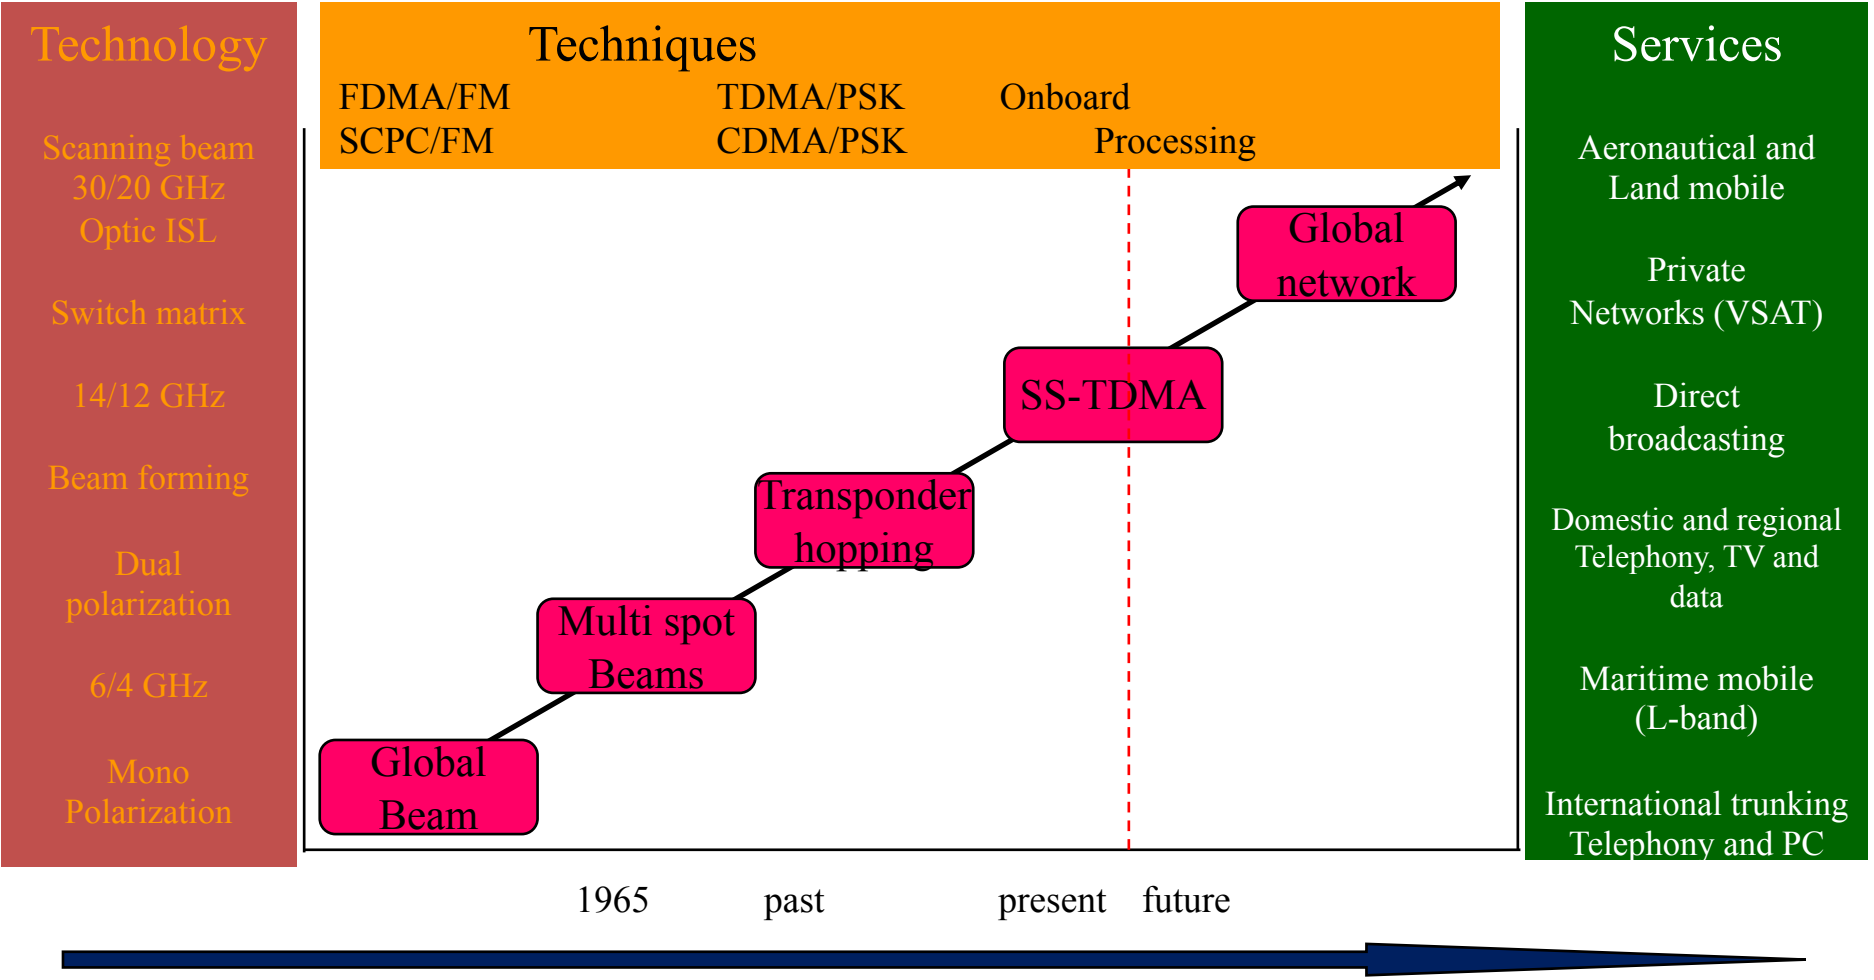 Technology
Scanning beam
30/20 GHz
Optic ISL
Switch matrix
14/12 GHz
Beam forming
Dual
polarization
6/4 GHz
Mono
Polarization
Techniques
FDMA/FM TDMA/PSK Onboard
SCPC/FM CDMA/PSK Processing
Global
network
SS-TDMA
Transponder
hopping
Multi spot
Beams
Global
Beam
Services
Aeronautical and
Land mobile
Private
Networks (VSAT)
Direct
broadcasting
Domestic and regional
Telephony, TV and
data
Maritime mobile
(L-band)
International trunking
Telephony and PC
1965 past present future